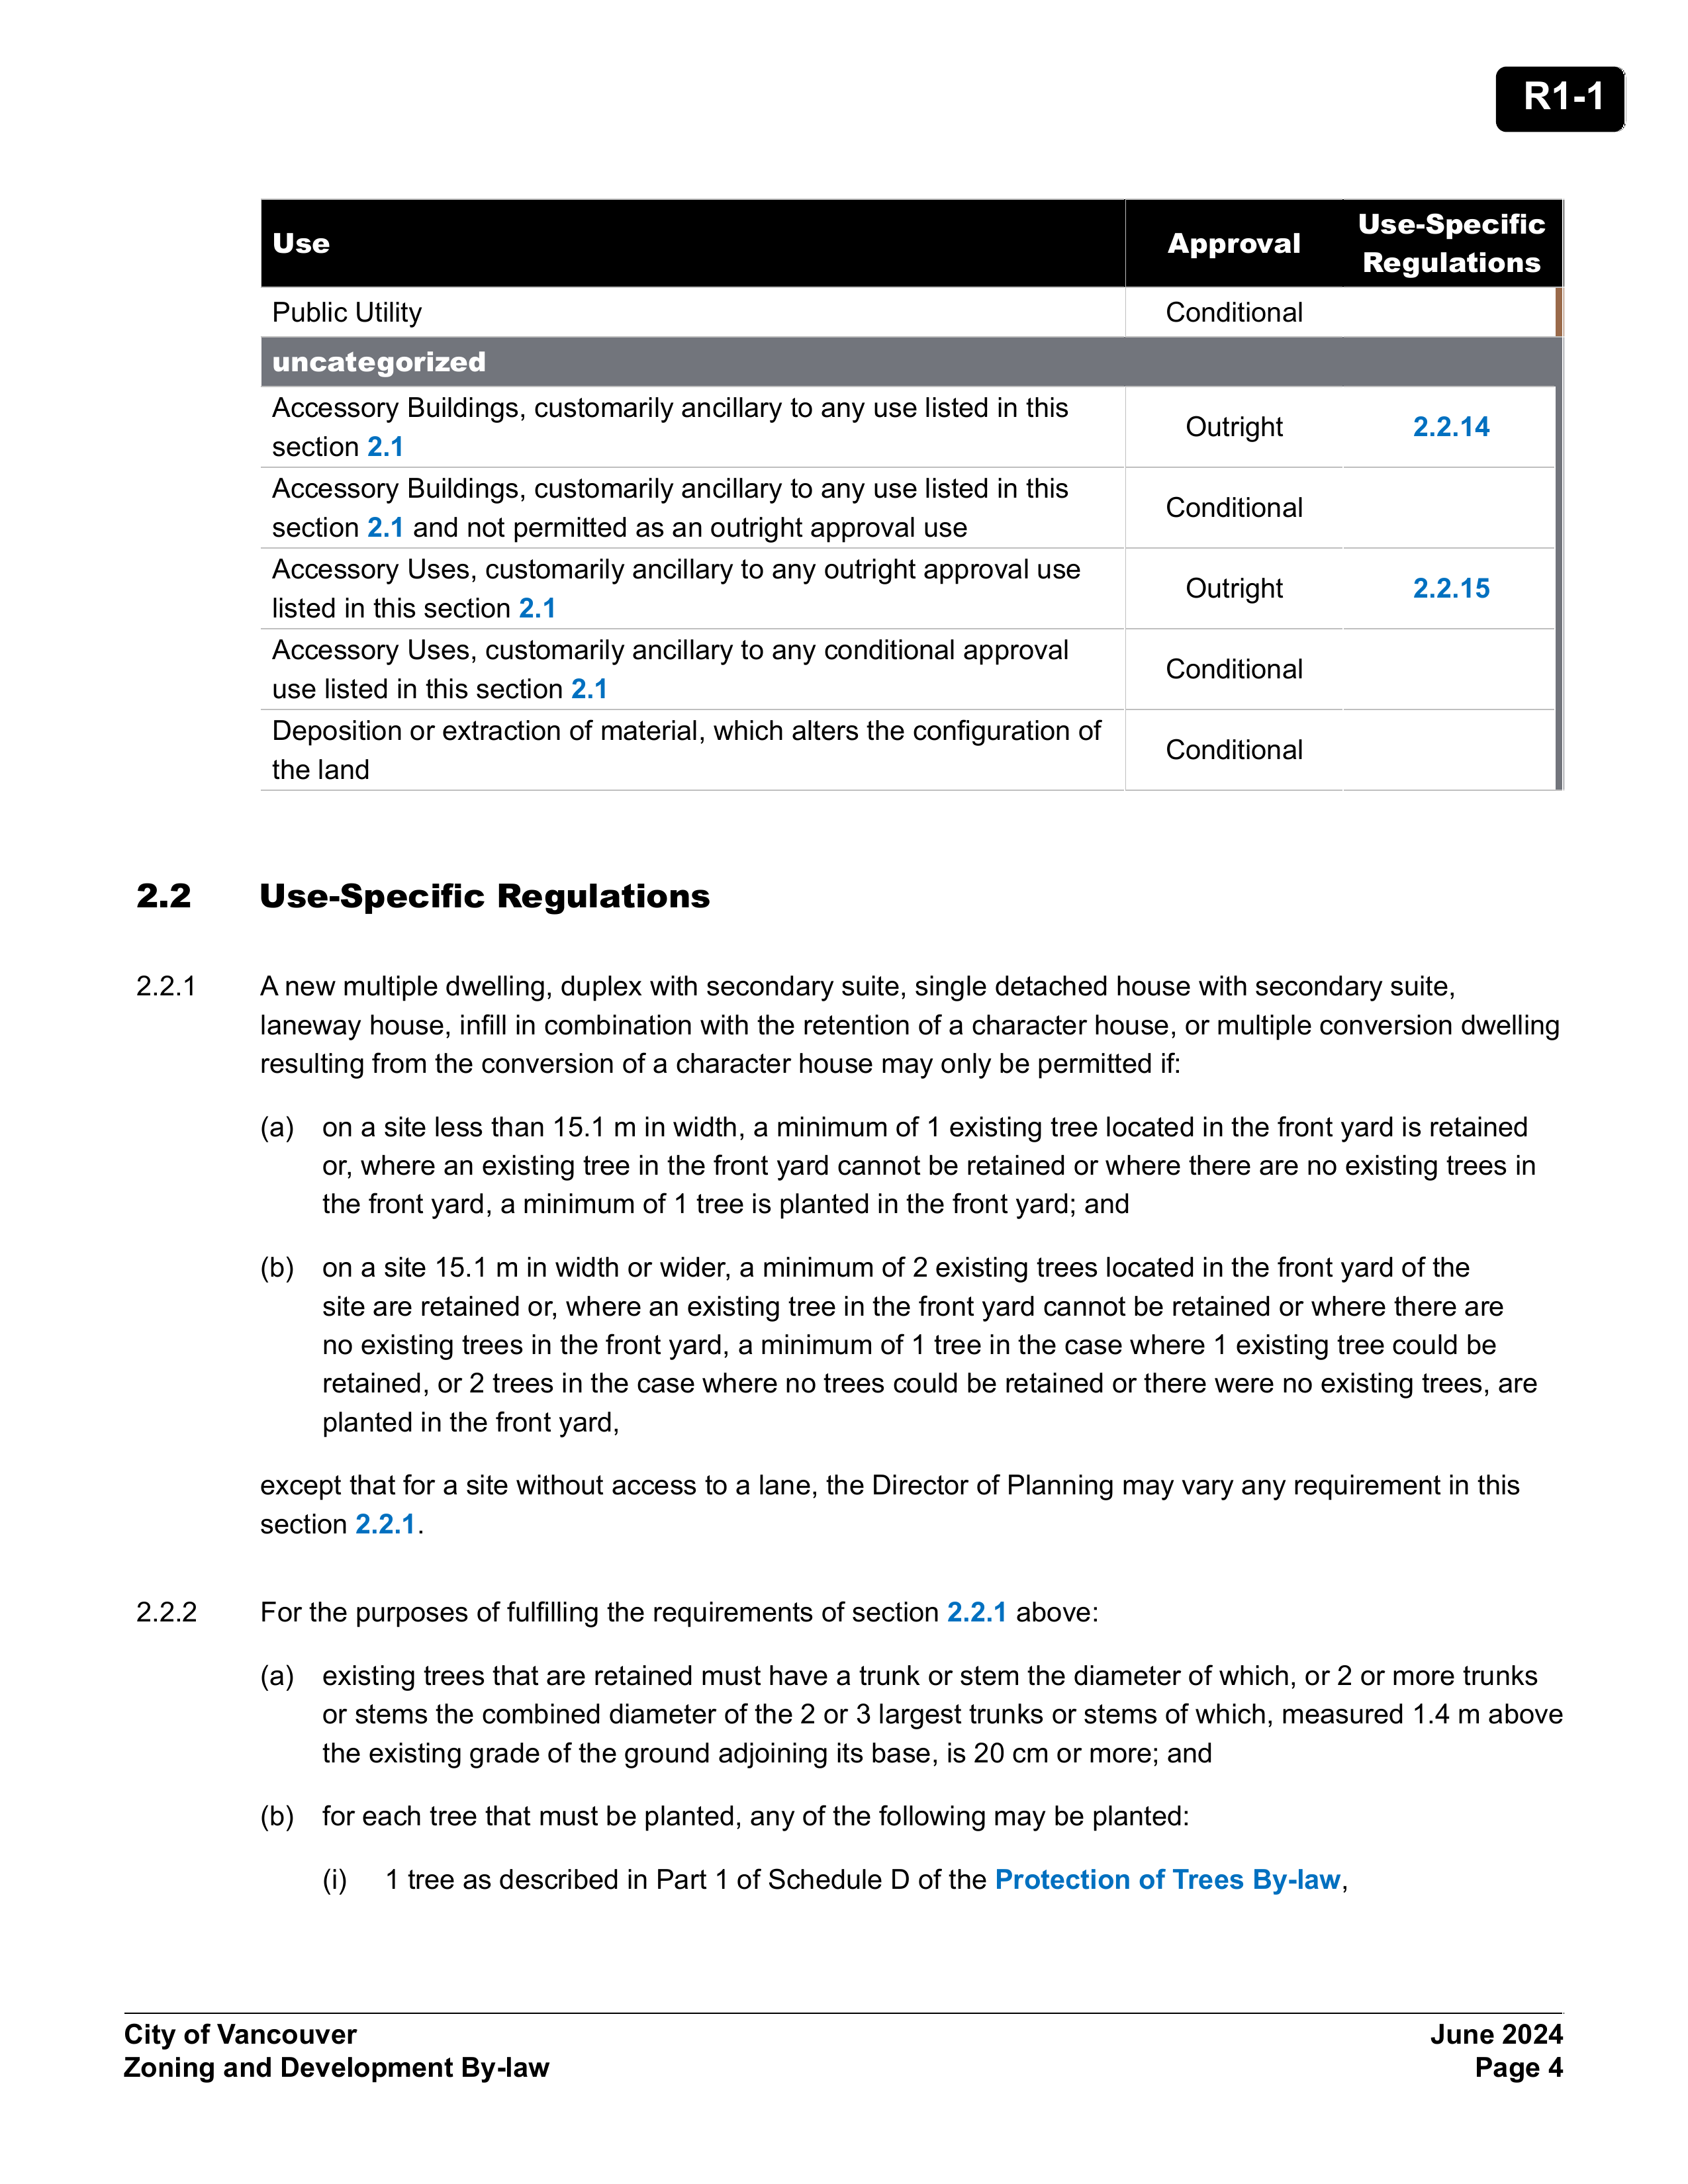 R1-1
Use
Approval
Use-Specific
Regulations
Public Utility
Conditional
uncategorized
Accessory Buildings, customarily ancillary to any use listed in this
section 2.1
Outright
2.2.14
Accessory Buildings, customarily ancillary to any use listed in this
section 2.1 and not permitted as an outright approval use
Conditional
Accessory Uses, customarily ancillary to any outright approval use
listed in this section 2.1
Outright
2.2.15
Accessory Uses, customarily ancillary to any conditional approval
use listed in this section 2.1
Conditional
Deposition or extraction of material, which alters the configuration of
the land
Conditional
2.2 Use-Specific Regulations
2.2.1 A new multiple dwelling, duplex with secondary suite, single detached house with secondary suite,
laneway house, infill in combination with the retention of a character house, or multiple conversion dwelling
resulting from the conversion of a character house may only be permitted if:
(a) on a site less than 15.1 m in width, a minimum of 1 existing tree located in the front yard is retained
or, where an existing tree in the front yard cannot be retained or where there are no existing trees in
the front yard, a minimum of 1 tree is planted in the front yard; and
(b) on a site 15.1 m in width or wider, a minimum of 2 existing trees located in the front yard of the
site are retained or, where an existing tree in the front yard cannot be retained or where there are
no existing trees in the front yard, a minimum of 1 tree in the case where 1 existing tree could be
retained, or 2 trees in the case where no trees could be retained or there were no existing trees, are
planted in the front yard,
except that for a site without access to a lane, the Director of Planning may vary any requirement in this
section 2.2.1.
2.2.2 For the purposes of fulfilling the requirements of section 2.2.1 above:
(a) existing trees that are retained must have a trunk or stem the diameter of which, or 2 or more trunks
or stems the combined diameter of the 2 or 3 largest trunks or stems of which, measured 1.4 m above
the existing grade of the ground adjoining its base, is 20 cm or more; and
(b) for each tree that must be planted, any of the following may be planted:
(i) 1 tree as described in Part 1 of Schedule D of the Protection of Trees By-law,
City of Vancouver
Zoning and Development By-law
June 2024
Page 4